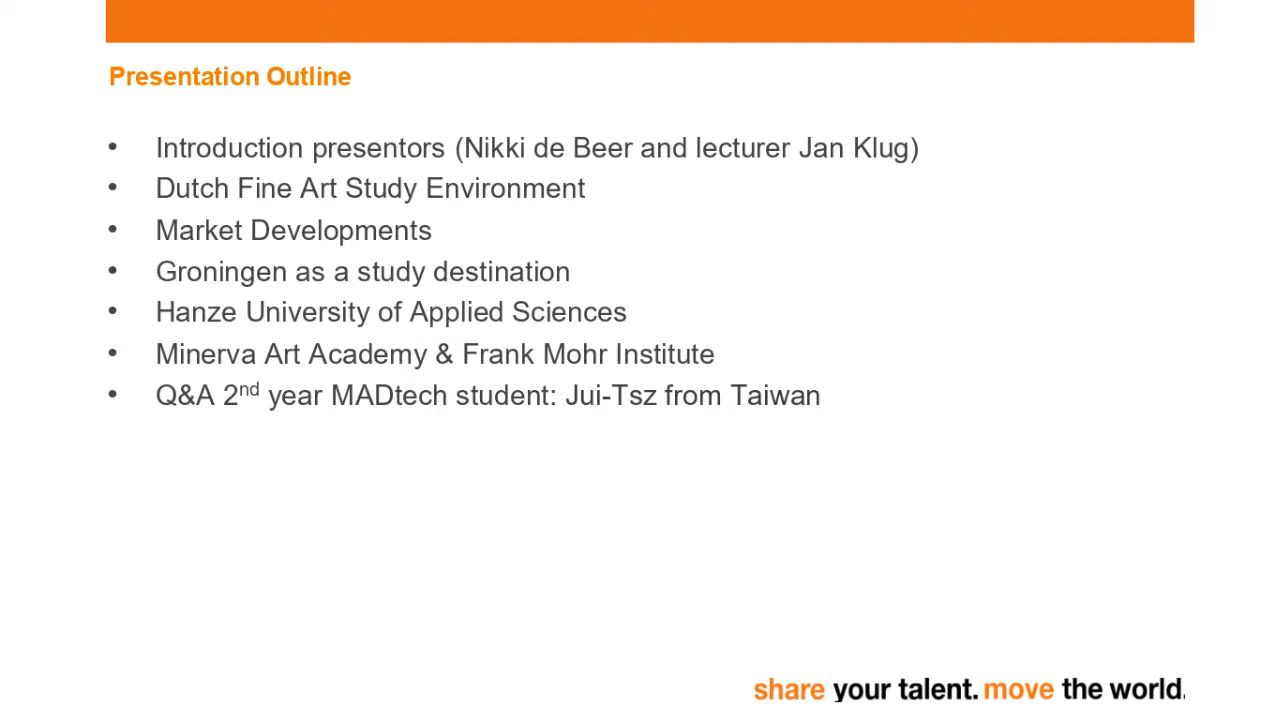 Presentation Outline
• Introduction presentors (Nikki de Beer and lecturer Jan Klug)
• Dutch Fine Art Study Environment
• Market Developments
• Groningen as a study destination
• Hanze University of Applied Sciences
• Minerva Art Academy & Frank Mohr Institute
• Q&A 2nd year MADtech student: Jui-Tsz from Taiwan
share your talent. move the world.